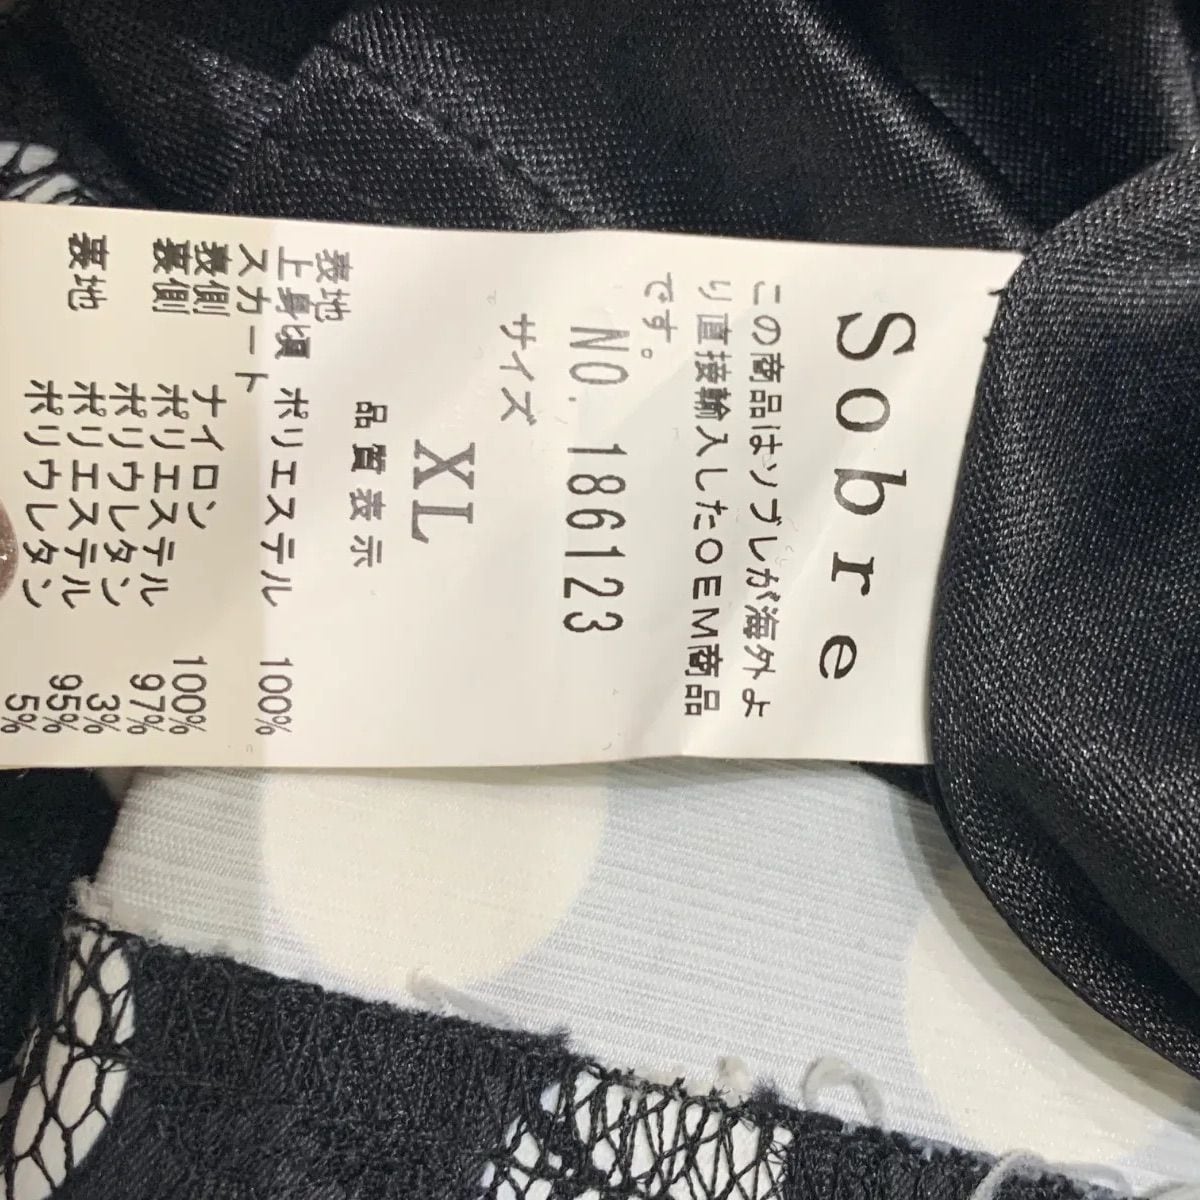 Sobre
この商品はソブレが海外よ
り直接輸入したOEM商品
です。
NO. 186123
サイズ
XL
品質表示
表地
上身頃 ポリエステル 100%
スカート
表側 ナイロン 100%
裏側 ポリエステル 97%
ポリウレタン 3%
裏地 ポリエステル 95%
ポリウレタン 5%